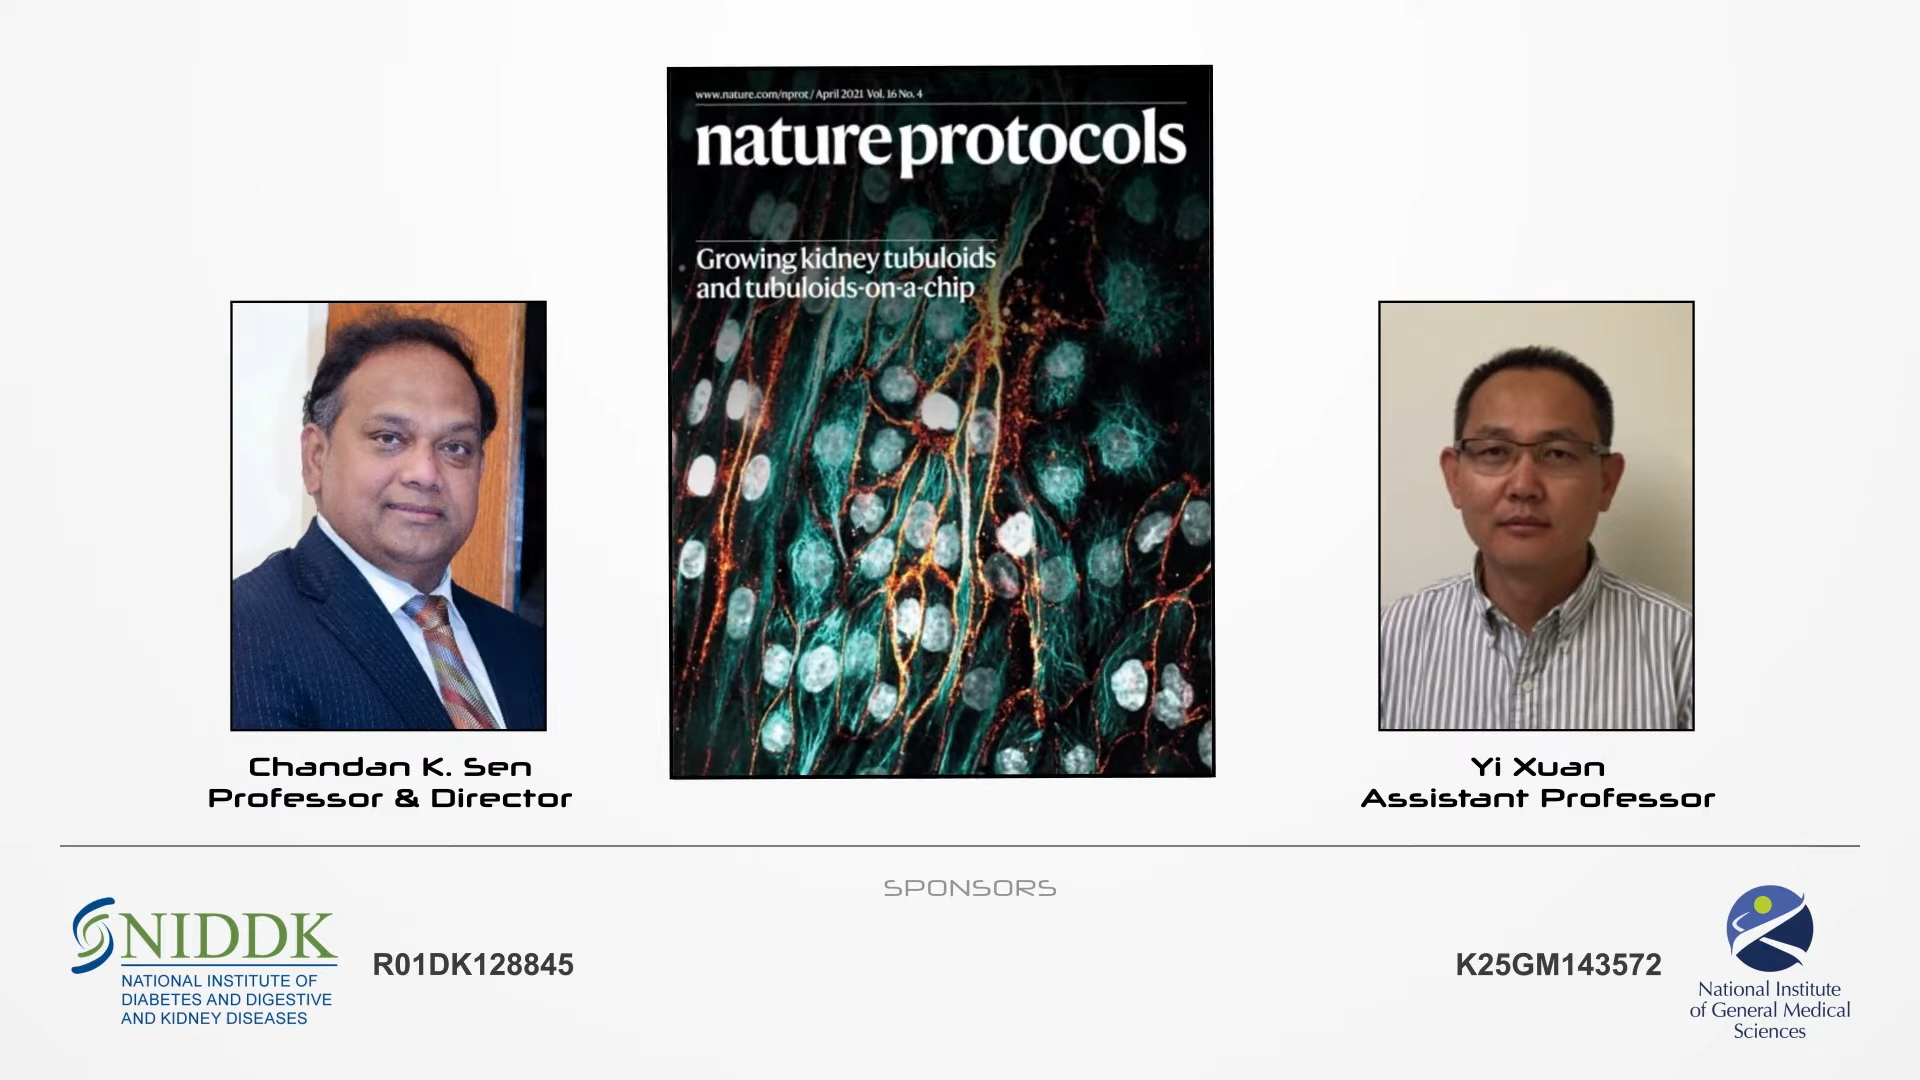 www.nature.com/nprot / April 2021 Vol. 16 No. 4
nature protocols
Growing kidney tubuloids
and tubuloids-on-a-chip
Chandan K. Sen
Professor & Director
Yi Xuan
Assistant Professor
SPONSORS
NIDDK
NATIONAL INSTITUTE OF
DIABETES AND DIGESTIVE
AND KIDNEY DISEASES
R01DK128845
K25GM143572
National Institute
of General Medical
Sciences